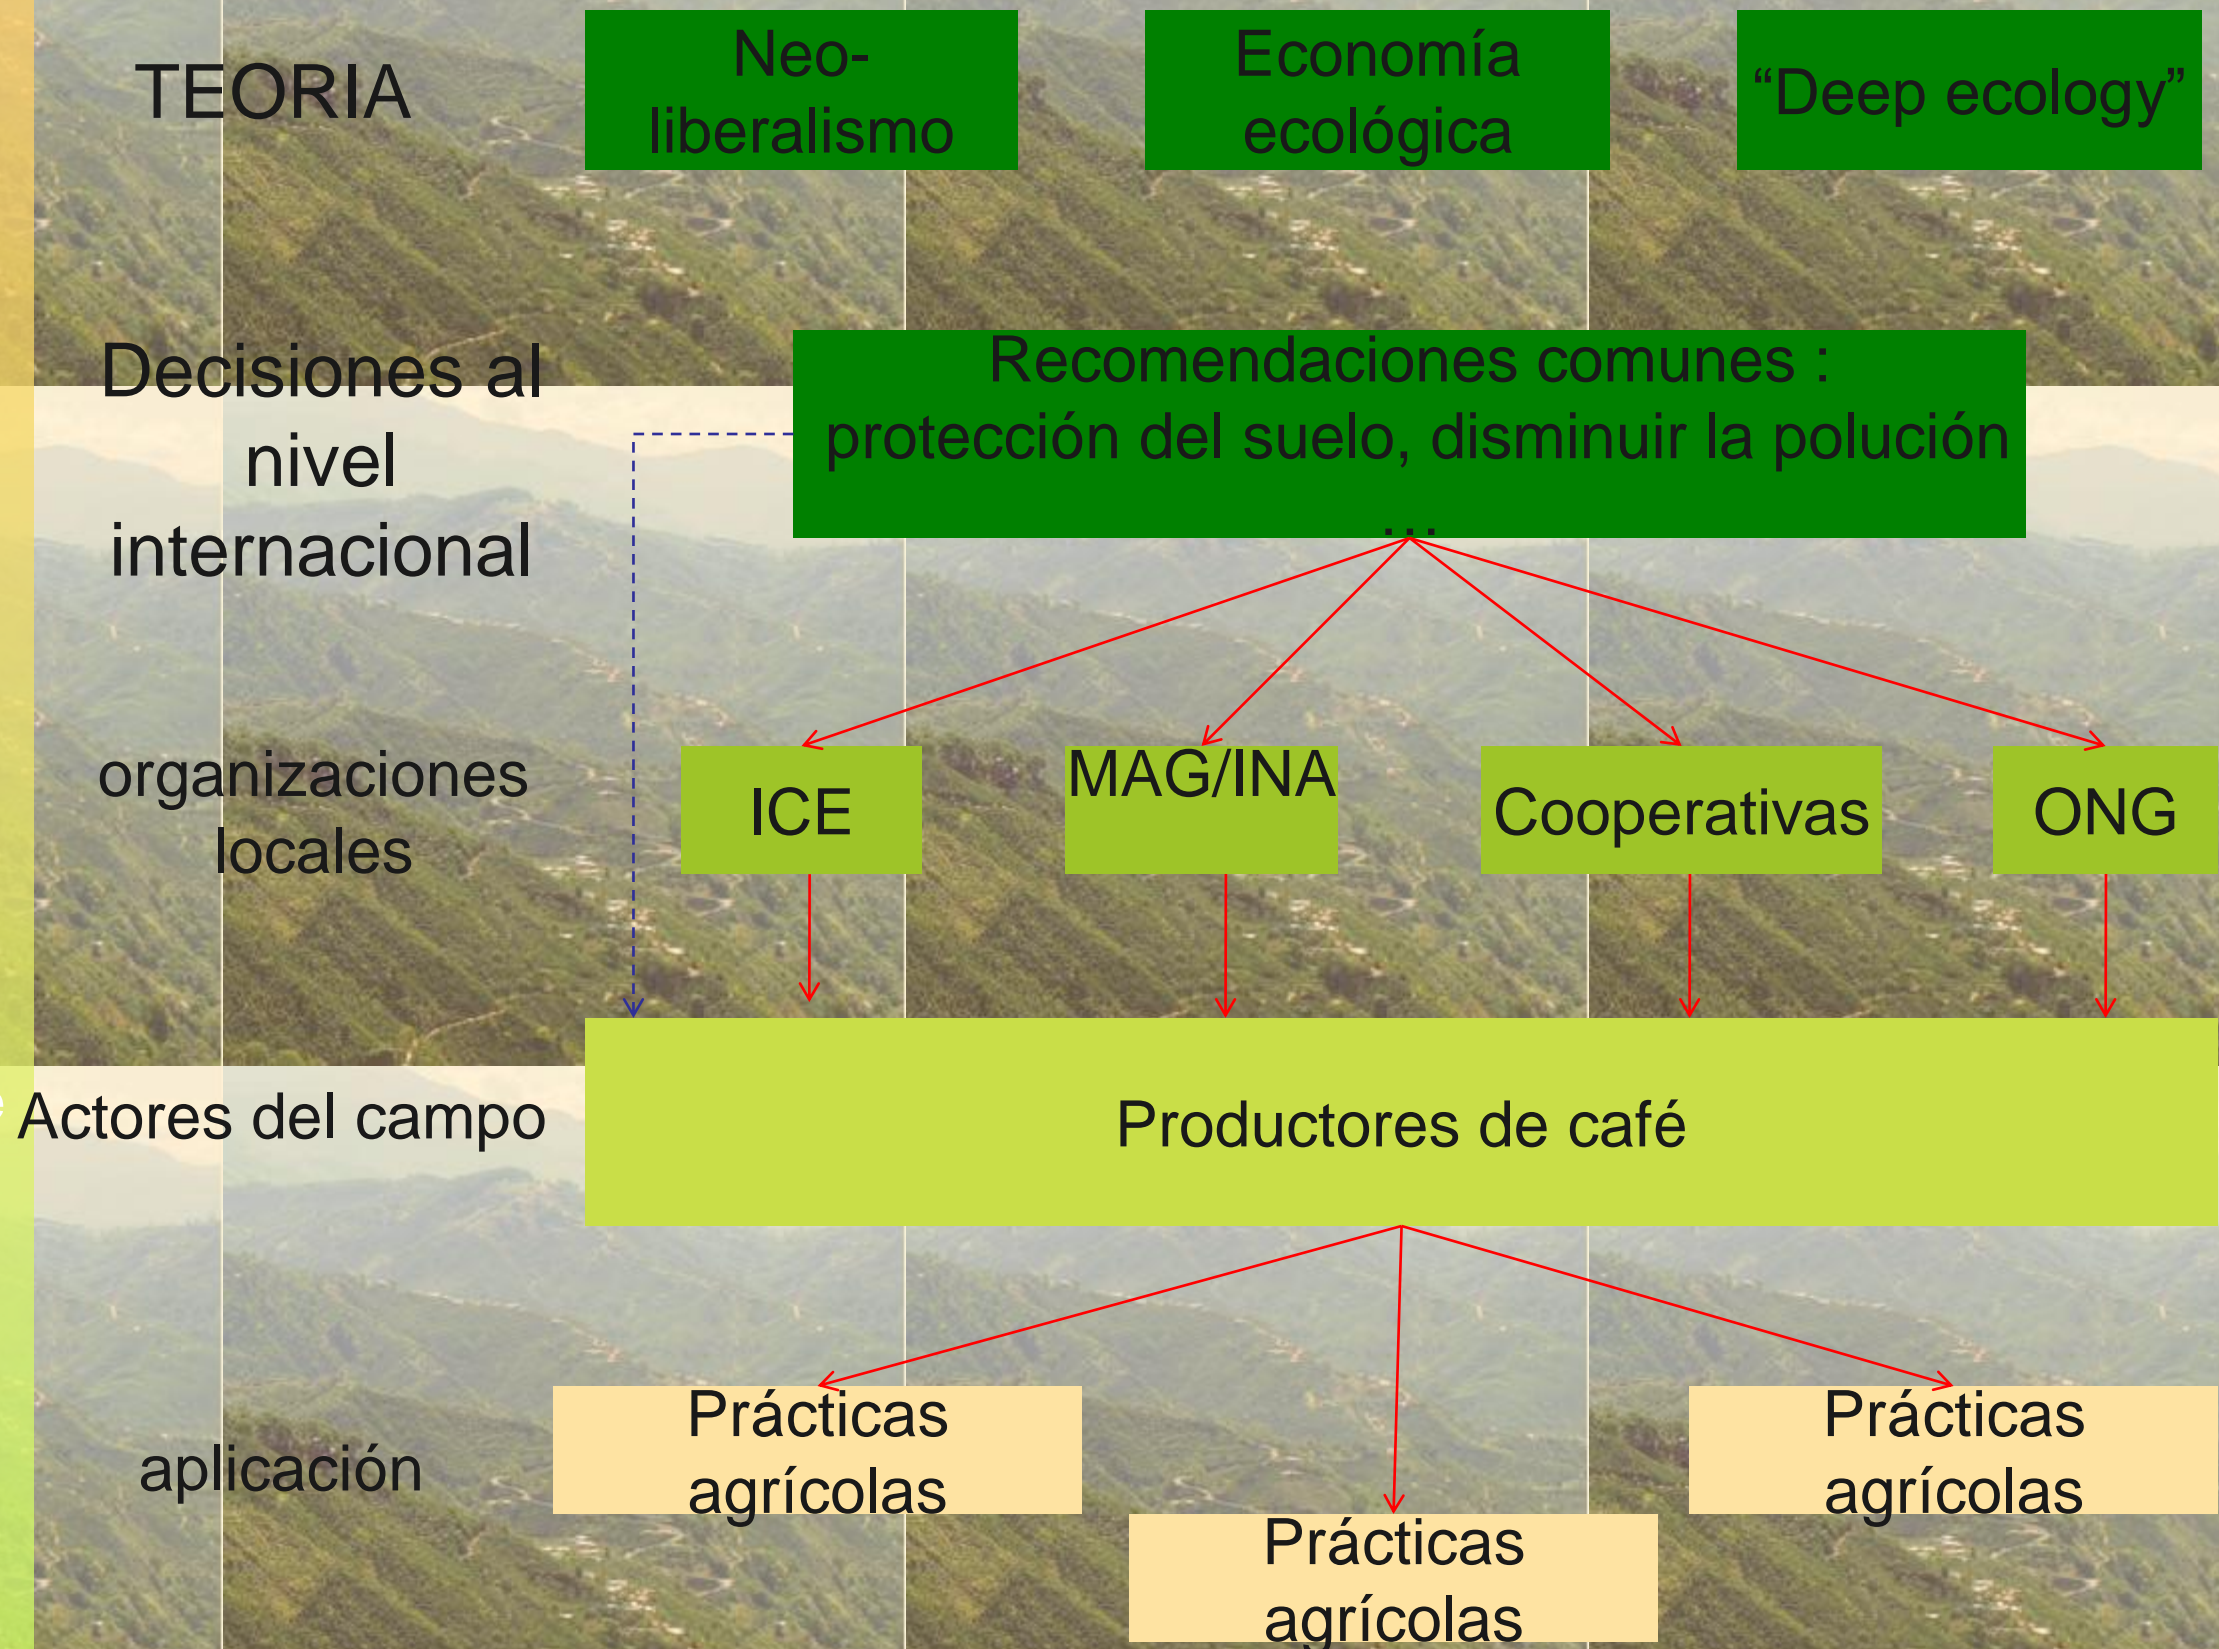 TEORIA
Neo-
liberalismo
Economía
ecológica
“Deep ecology”
Decisiones al
nivel
internacional
Recomendaciones comunes :
protección del suelo, disminuir la polución
…
organizaciones
locales
ICE
MAG/INA
Cooperativas
ONG
Actores del campo
Productores de café
aplicación
Prácticas
agrícolas
Prácticas
agrícolas
Prácticas
agrícolas